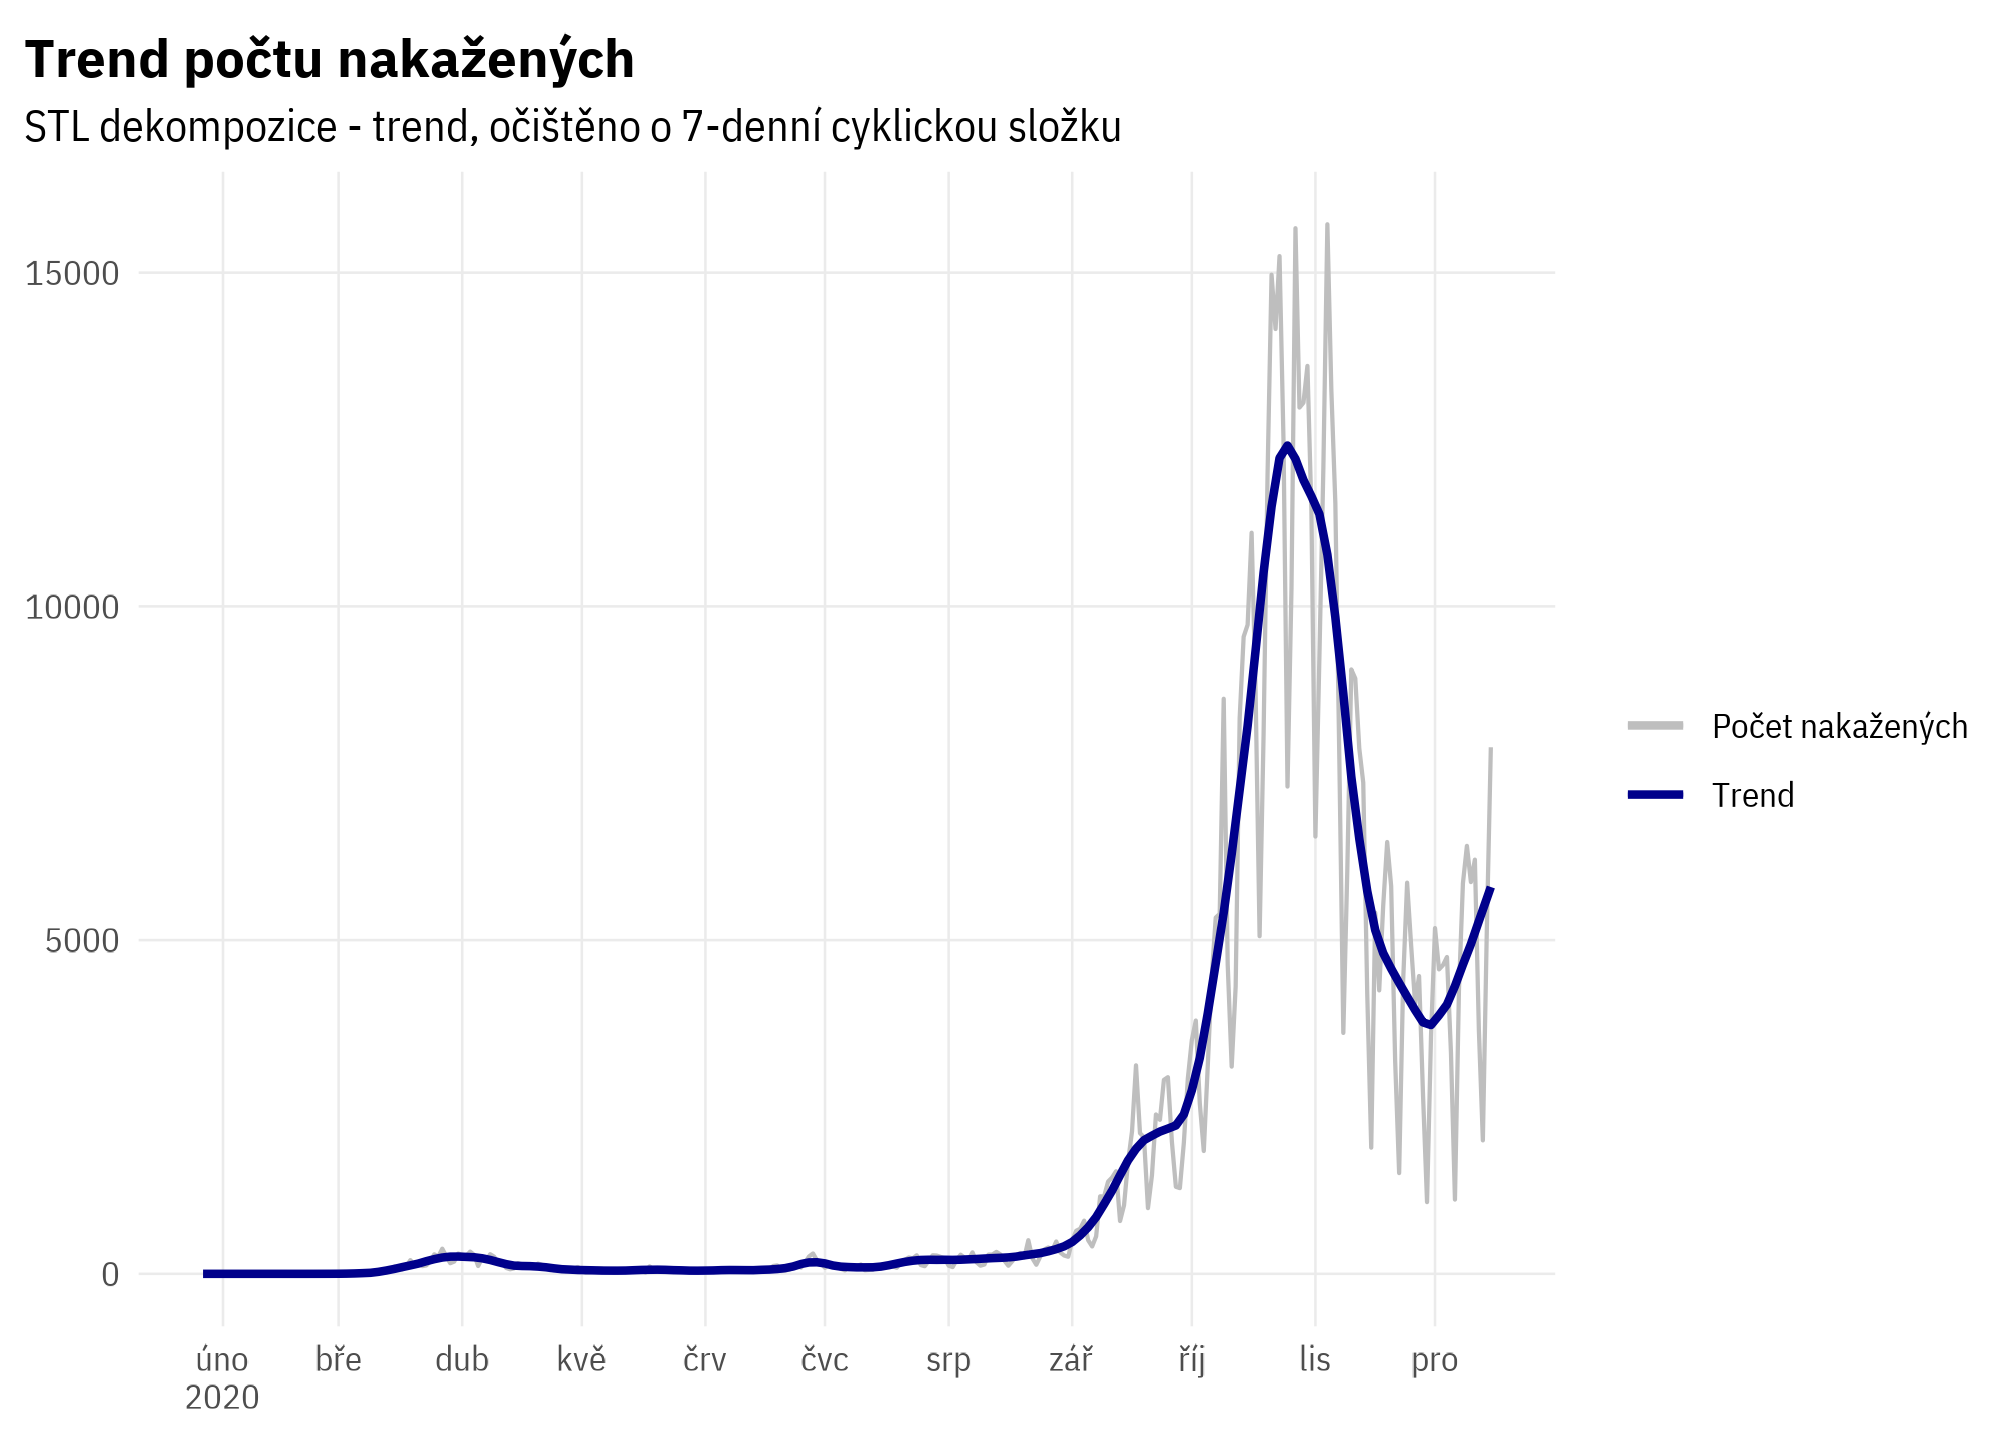 Trend počtu nakažených
STL dekompozice - trend, očištěno o 7-denní cyklickou složku
15000
10000
5000
0
úno bře dub kvě črv čvc srp zář říj lis pro
2020
Počet nakažených
Trend